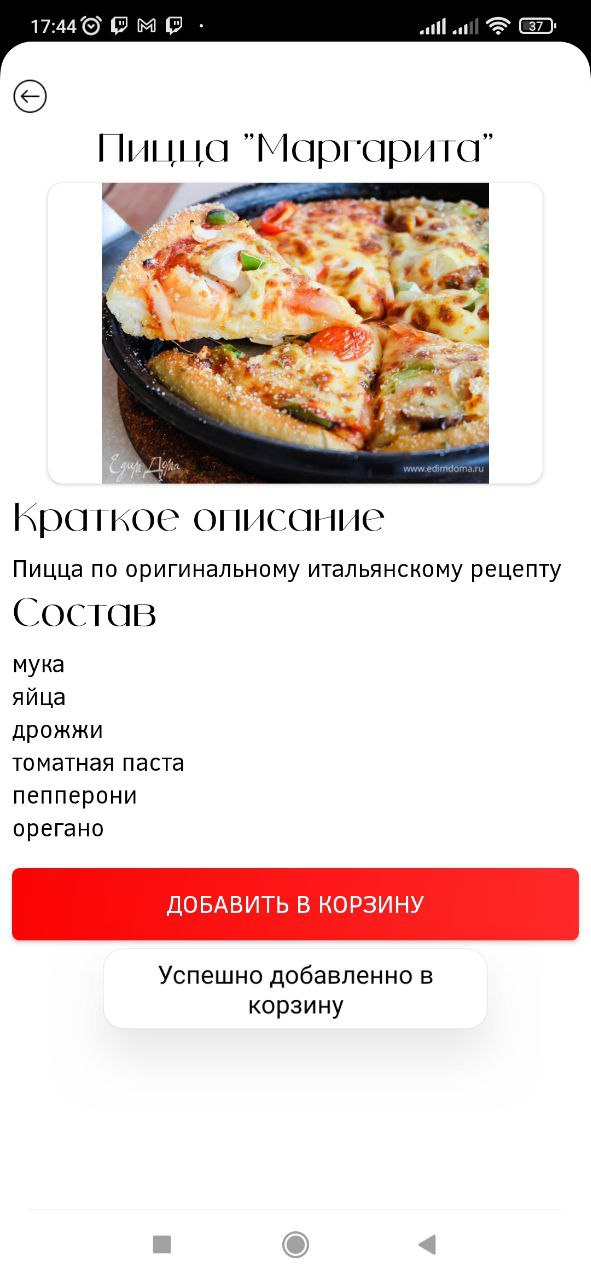 17:44
37
Пицца "Маргарита"
Едим Дома
www.edimdoma.ru
Краткое описание
Пицца по оригинальному итальянскому рецепту
Состав
мука
яйца
дрожжи
томатная паста
пепперони
орегано
ДОБАВИТЬ В КОРЗИНУ
Успешно добавленно в
корзину